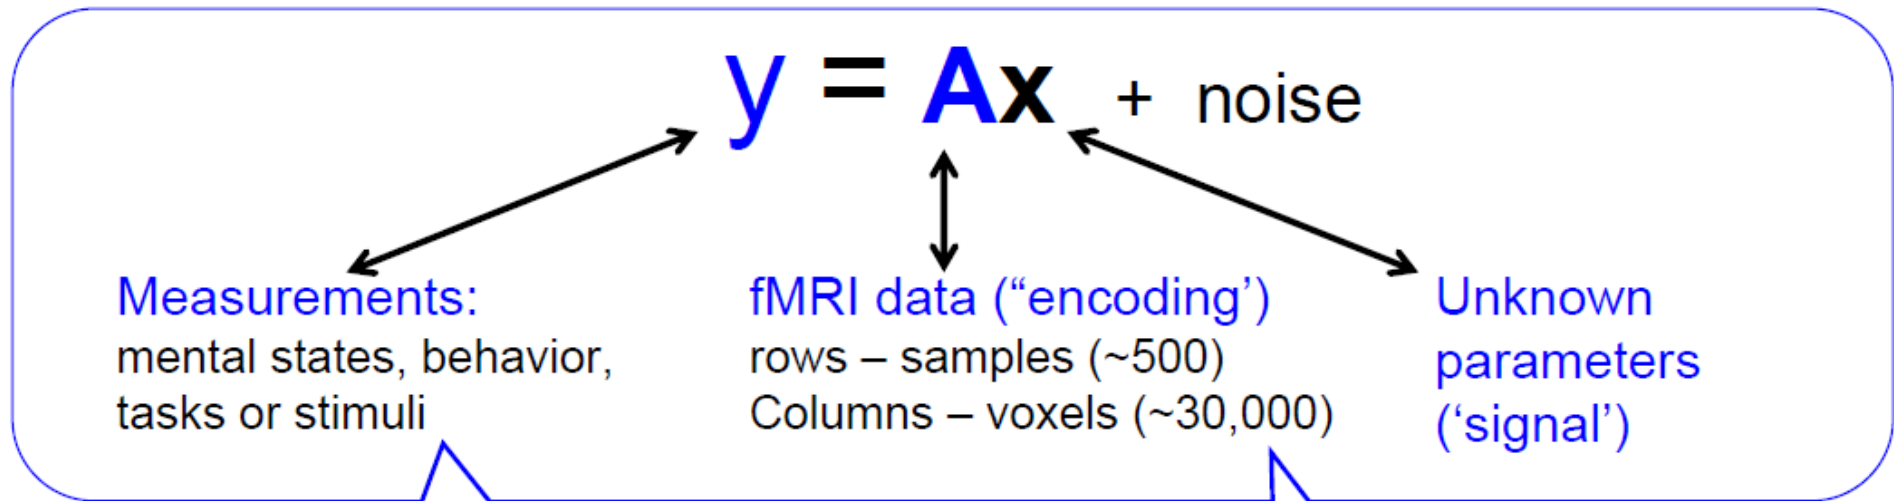 y = Ax + noise
Measurements:
mental states, behavior,
tasks or stimuli
fMRI data (“encoding’)
rows – samples (~500)
Columns – voxels (~30,000)
Unknown
parameters
(‘signal’)